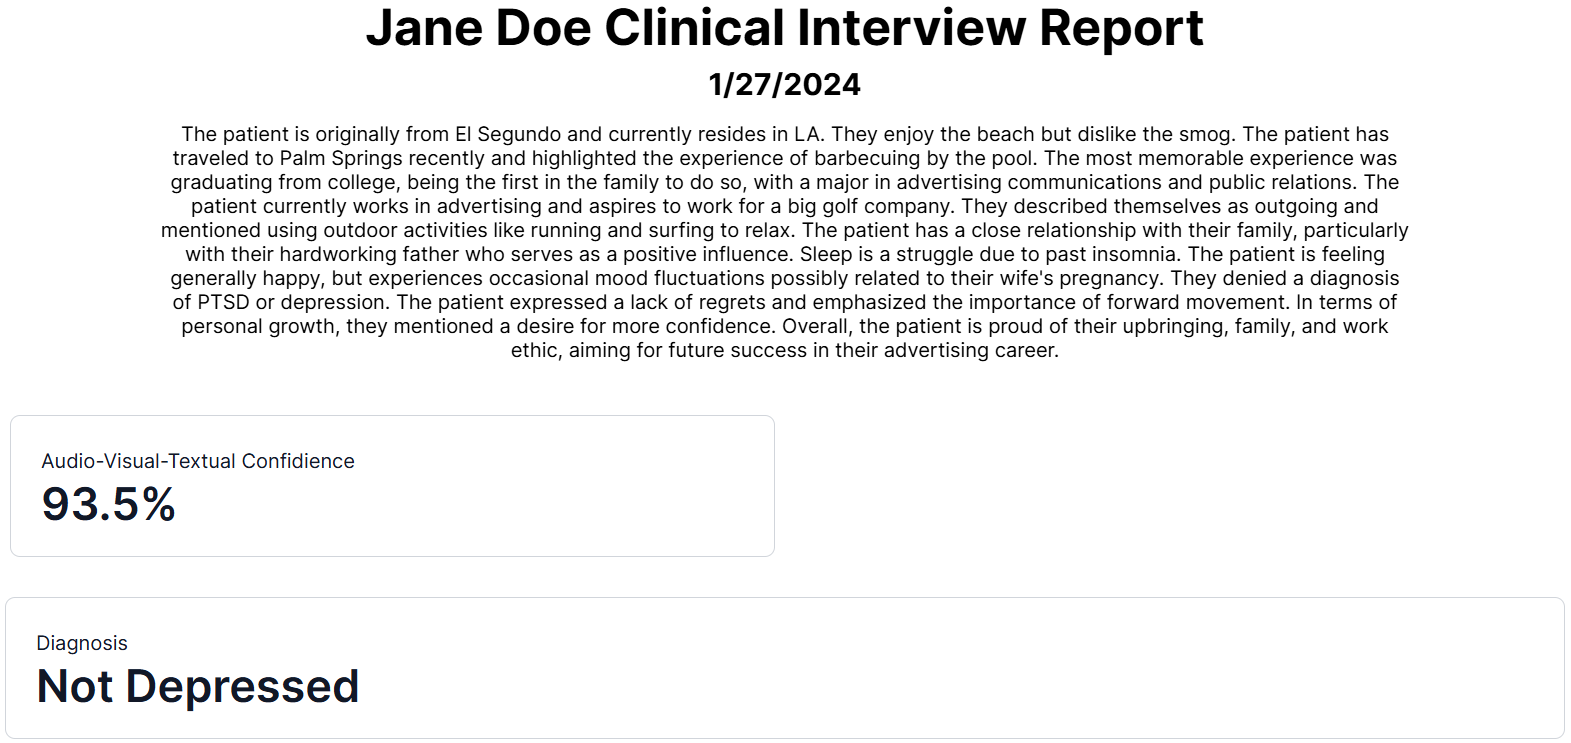 Jane Doe Clinical Interview Report
1/27/2024
The patient is originally from El Segundo and currently resides in LA. They enjoy the beach but dislike the smog. The patient has
traveled to Palm Springs recently and highlighted the experience of barbecuing by the pool. The most memorable experience was
graduating from college, being the first in the family to do so, with a major in advertising communications and public relations. The
patient currently works in advertising and aspires to work for a big golf company. They described themselves as outgoing and
mentioned using outdoor activities like running and surfing to relax. The patient has a close relationship with their family, particularly
with their hardworking father who serves as a positive influence. Sleep is a struggle due to past insomnia. The patient is feeling
generally happy, but experiences occasional mood fluctuations possibly related to their wife's pregnancy. They denied a diagnosis
of PTSD or depression. The patient expressed a lack of regrets and emphasized the importance of forward movement. In terms of
personal growth, they mentioned a desire for more confidence. Overall, the patient is proud of their upbringing, family, and work
ethic, aiming for future success in their advertising career.
Audio-Visual-Textual Confidience
93.5%
Diagnosis
Not Depressed